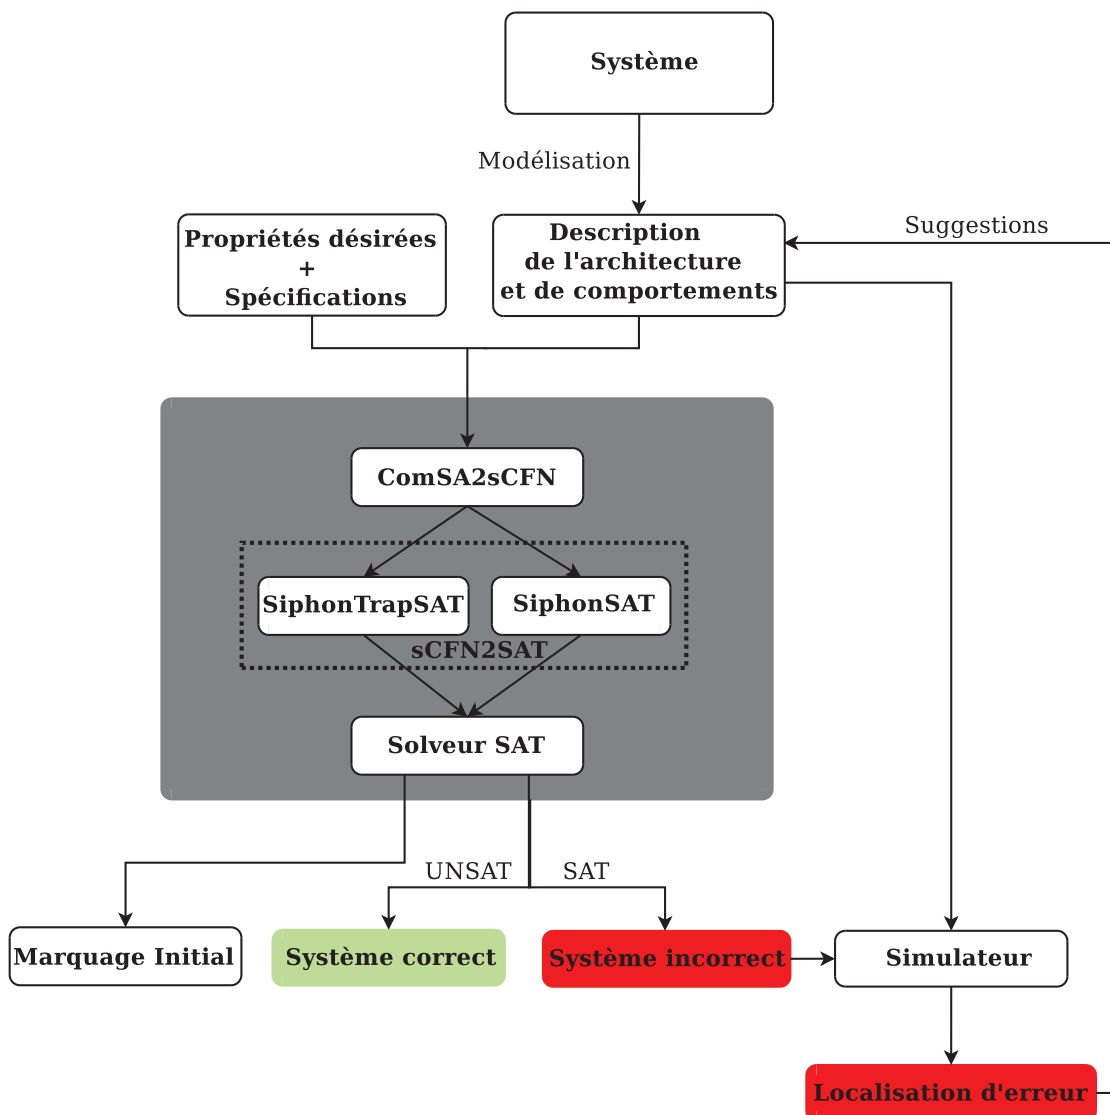 Système
Modélisation
Suggestions
Propriétés désirées
+
Spécifications
Description
de l'architecture
et de comportements
ComSA2sCFN
SiphonTrapSAT
SiphonSAT
sCFN2SAT
Solveur SAT
UNSAT
SAT
Marquage Initial
Système correct
Système incorrect
Simulateur
Localisation d'erreur